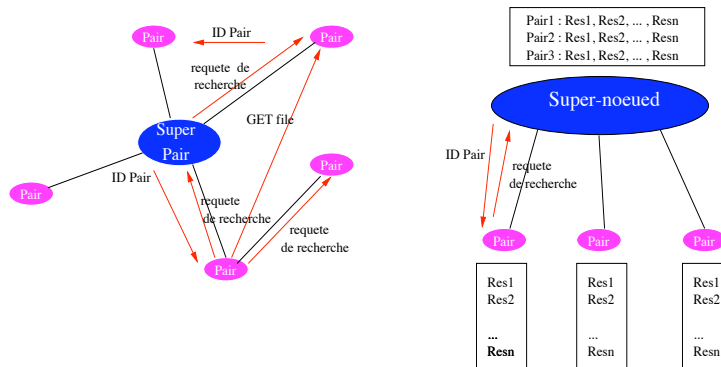 ID Pair
Pair
Pair
requete de
recherche
GET file
Super
Pair
Pair
Pair
ID Pair
requete
de recherche
requete
de recherche
Pair
Pair1 : Res1, Res2, ... , Resn
Pair2 : Res1, Res2, ... , Resn
Pair3 : Res1, Res2, ... , Resn
Super-noeued
ID Pair
requete
de recherche
Pair
Pair
Pair
Res1
Res2
...
Resn
Res1
Res2
...
Resn
Res1
Res2
...
Resn